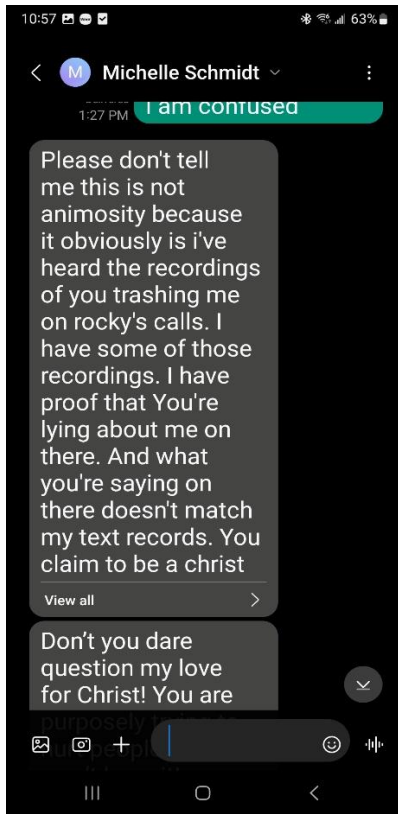 10:57 63%
M Michelle Schmidt
1:27 PM I am confused
Please don't tell
me this is not
animosity because
it obviously is i've
heard the recordings
of you trashing me
on rocky's calls. I
have some of those
recordings. I have
proof that You're
lying about me on
there. And what
you're saying on
there doesn't match
my text records. You
claim to be a christ
View all
Don't you dare
question my love
for Christ! You are
purposely trying to